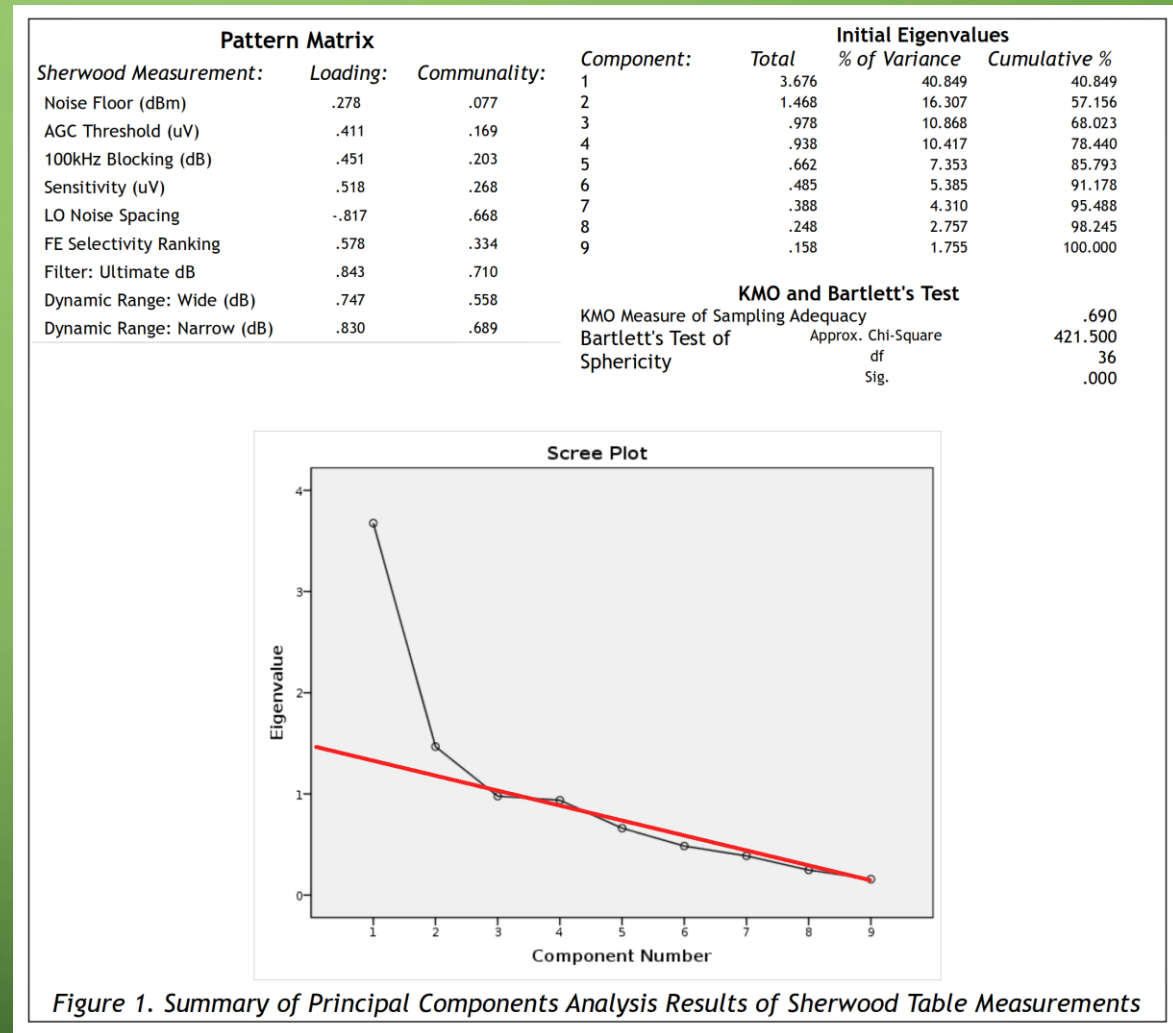 Pattern Matrix
Sherwood Measurement: Loading: Communality:
Noise Floor (dBm) .278 .077
AGC Threshold (uV) .411 .169
100kHz Blocking (dB) .451 .203
Sensitivity (uV) .518 .268
LO Noise Spacing -.817 .668
FE Selectivity Ranking .578 .334
Filter: Ultimate dB .843 .710
Dynamic Range: Wide (dB) .747 .558
Dynamic Range: Narrow (dB) .830 .689
Initial Eigenvalues
Component: Total % of Variance Cumulative %
1 3.676 40.849 40.849
2 1.468 16.307 57.156
3 .978 10.868 68.023
4 .938 10.417 78.440
5 .662 7.353 85.793
6 .485 5.385 91.178
7 .388 4.310 95.488
8 .248 2.757 98.245
9 .158 1.755 100.000
KMO and Bartlett's Test
KMO Measure of Sampling Adequacy .690
Bartlett's Test of Approx. Chi-Square 421.500
Sphericity df 36
Sig. .000
Scree Plot
4
3
2
1
0
Eigenvalue
1 2 3 4 5 6 7 8 9
Component Number
Figure 1. Summary of Principal Components Analysis Results of Sherwood Table Measurements